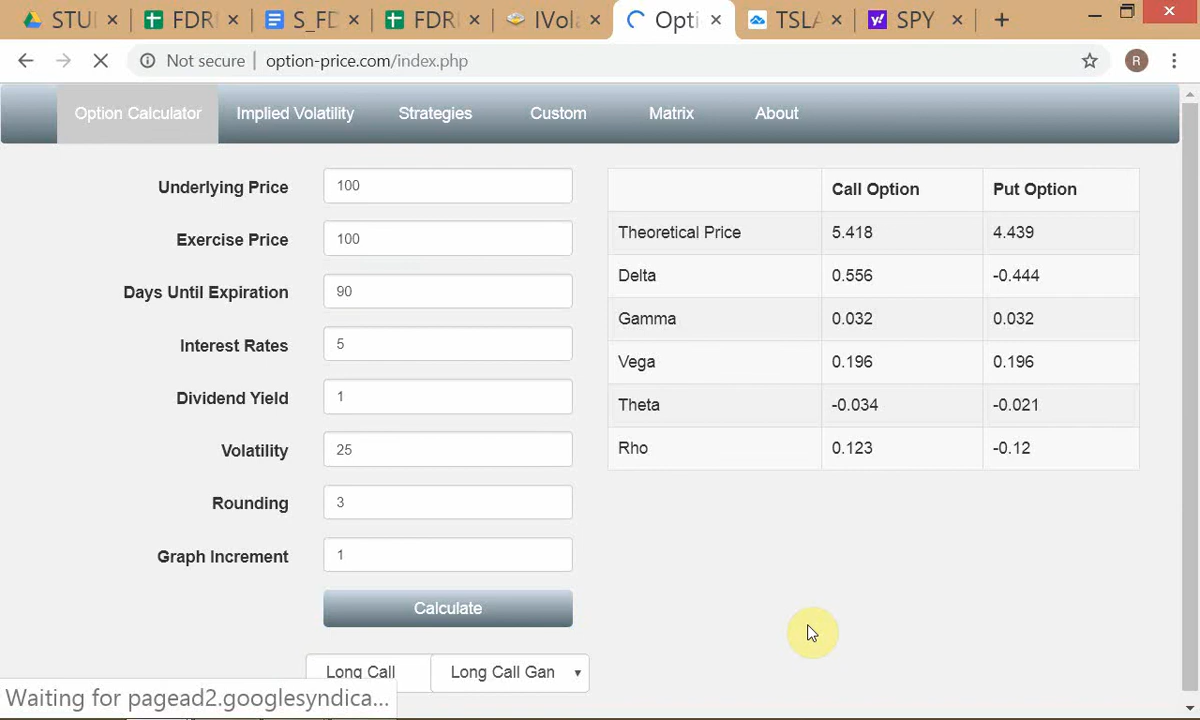 STU FDR S_FD FDR IVola Opti TSLA SPY
Not secure option-price.com/index.php R
Option Calculator Implied Volatility Strategies Custom Matrix About
Underlying Price 100
Exercise Price 100
Days Until Expiration 90
Interest Rates 5
Dividend Yield 1
Volatility 25
Rounding 3
Graph Increment 1
Calculate
Long Call Long Call Gan
Call Option Put Option
Theoretical Price 5.418 4.439
Delta 0.556 -0.444
Gamma 0.032 0.032
Vega 0.196 0.196
Theta -0.034 -0.021
Rho 0.123 -0.12
Waiting for pagead2.googlesyndica...